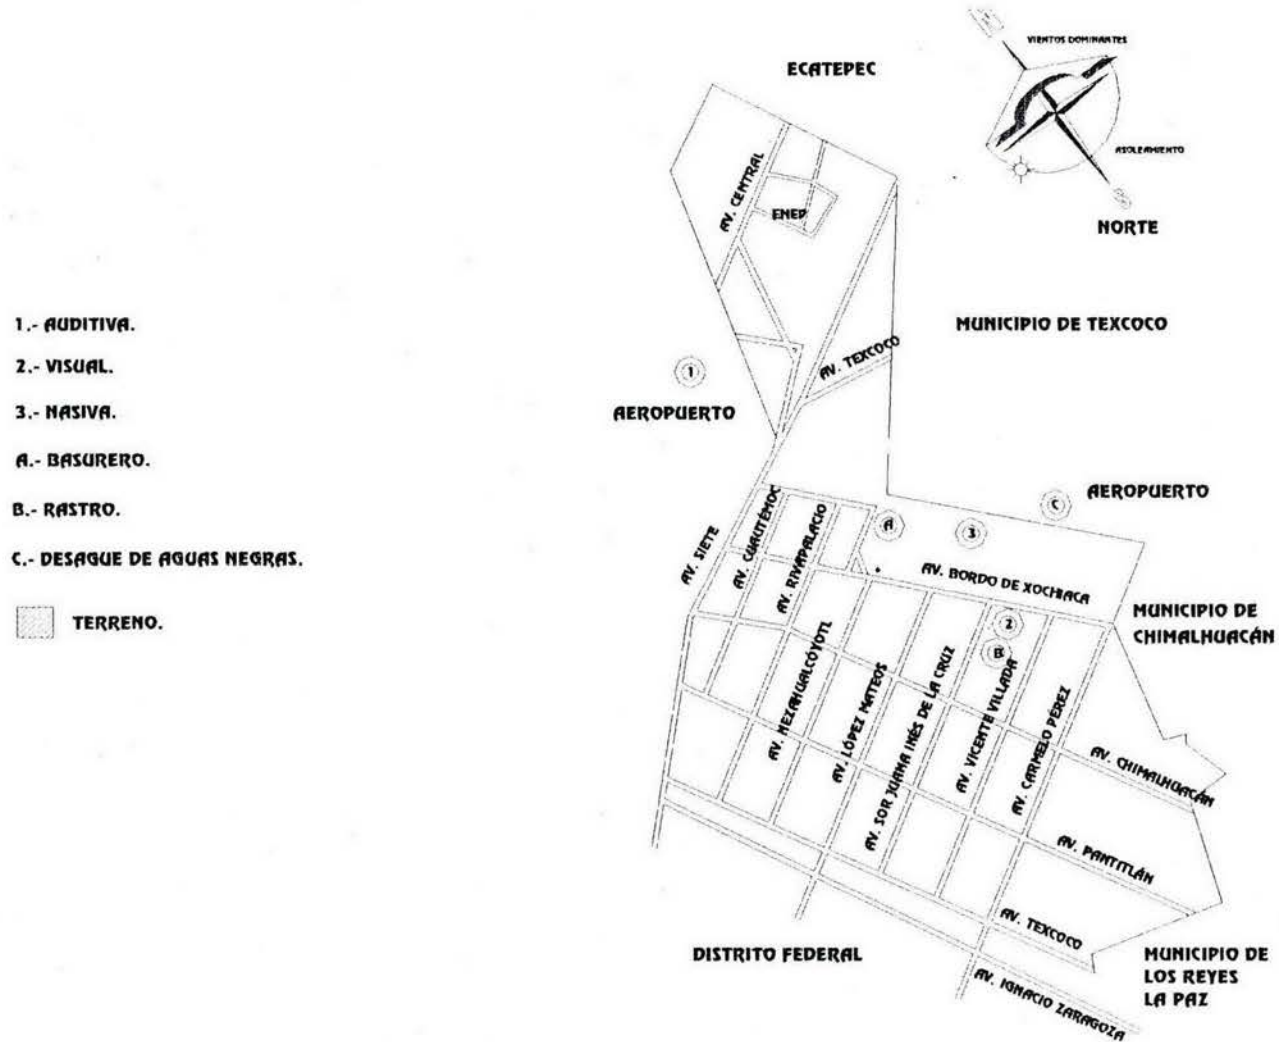 VIENTOS DOMINANTES
ECATEPEC
ASOLEAMIENTO
AV. CENTRAL
ENEP
NORTE
1.- AUDITIVA.
2.- VISUAL.
3.- NASIVA.
A.- BASURERO.
B.- RASTRO.
C.- DESAGUE DE AGUAS NEGRAS.
TERRENO.
MUNICIPIO DE TEXCOCO
AV. TEXCOCO
1
AEROPUERTO
AEROPUERTO
C
A
3
AV. SIETE
AV. CUAUTÉMOC
AV. RIVAPALACIO
AV. BORDO DE XOCHIACA
2
B
MUNICIPIO DE
CHIMALHUACÁN
AV. NEZAHUALCÓYOTL
AV. LÓPEZ MATEOS
AV. SOR JUANA INÉS DE LA CRUZ
AV. VICENTE VILLADA
AV. CARMELO PÉREZ
AV. CHIMALHUACÁN
AV. PANTITLÁN
AV. TEXCOCO
AV. IGNACIO ZARAGOZA
DISTRITO FEDERAL
MUNICIPIO DE
LOS REYES
LA PAZ